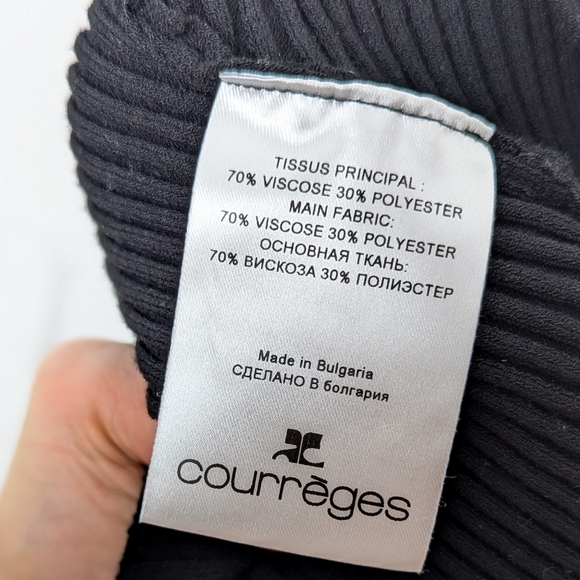 TISSUS PRINCIPAL :
70% VISCOSE 30% POLYESTER
MAIN FABRIC:
70% VISCOSE 30% POLYESTER
ОСНОВНАЯ ТКАНЬ:
70% ВИСКОЗА 30% ПОЛИЭСТЕР
Made in Bulgaria
СДЕЛАНО В болгария
courrèges